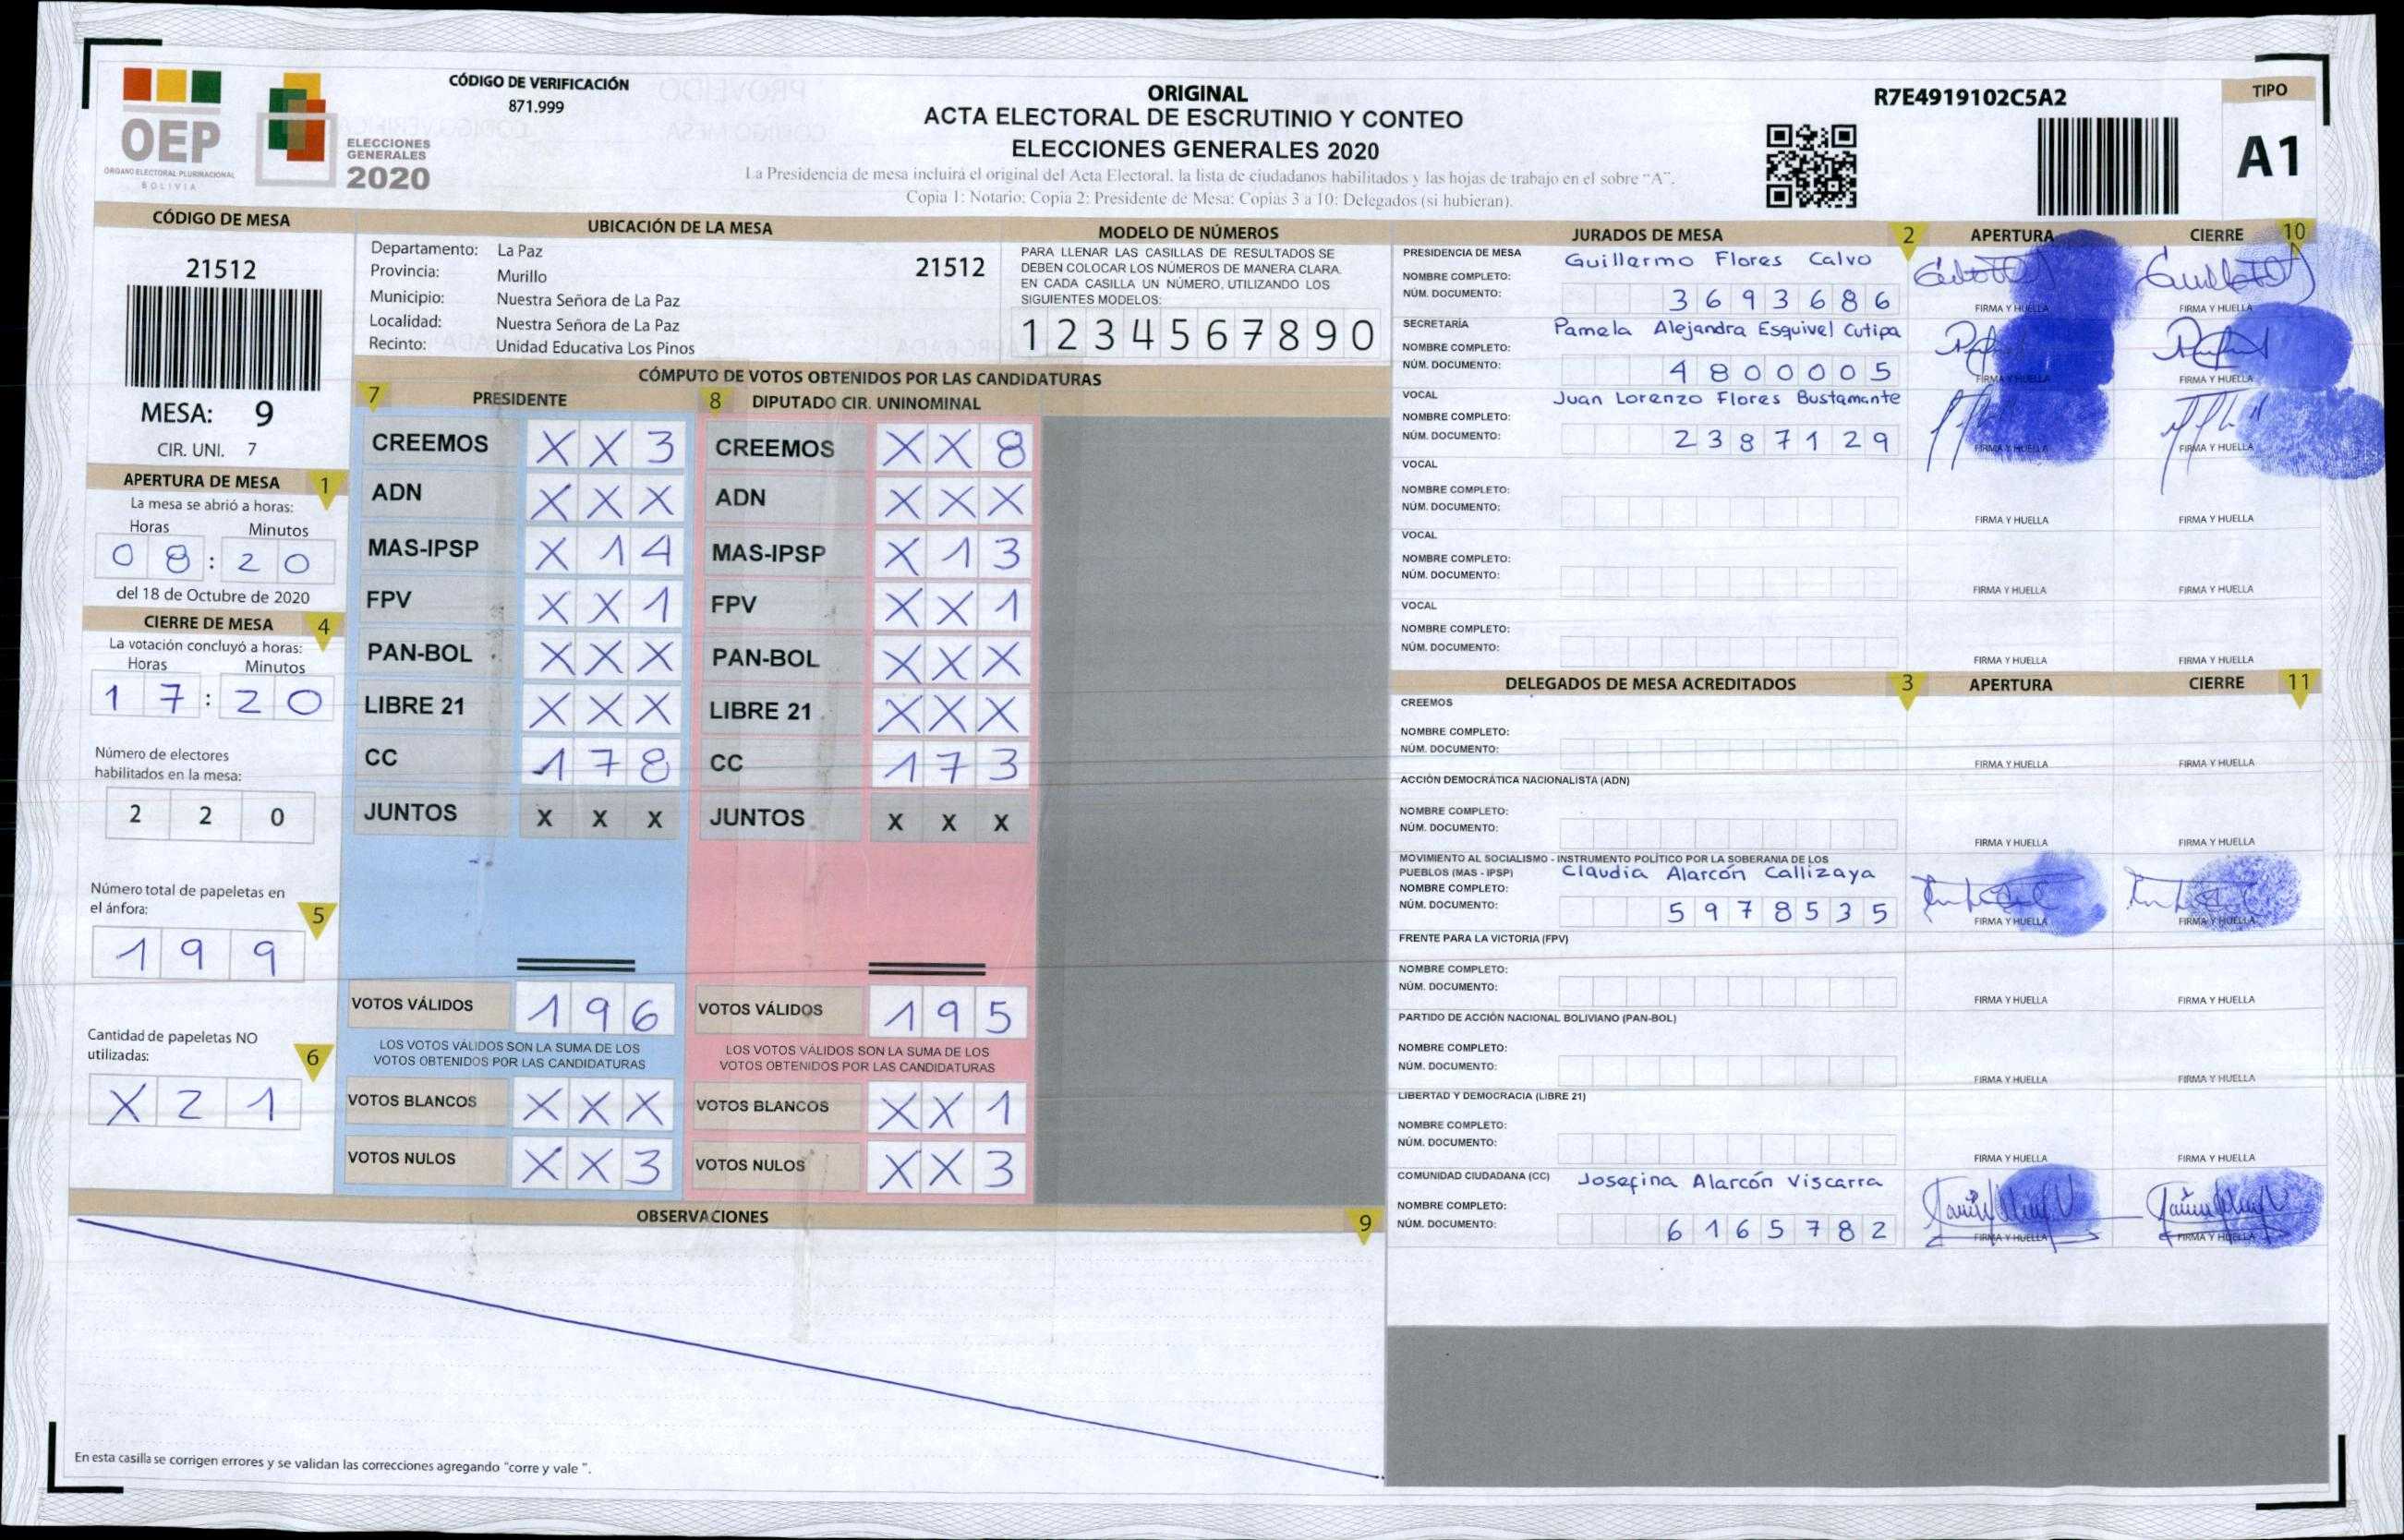 OEP
ÓRGANO ELECTORAL PLURINACIONAL
BOLIVIA
ELECCIONES
GENERALES
2020
CÓDIGO DE VERIFICACIÓN
871.999
ORIGINAL
ACTA ELECTORAL DE ESCRUTINIO Y CONTEO
ELECCIONES GENERALES 2020
La Presidencia de mesa incluirá el original del Acta Electoral, la lista de ciudadanos habilitados y las hojas de trabajo en el sobre “A”.
Copia 1: Notario; Copia 2: Presidente de Mesa; Copias 3 a 10: Delegados (si hubieran).
R7E4919102C5A2
TIPO
A1
CÓDIGO DE MESA
21512
MESA: 9
CIR. UNI. 7
UBICACIÓN DE LA MESA
Departamento: La Paz
21512
Provincia: Murillo
Municipio: Nuestra Señora de La Paz
Localidad: Nuestra Señora de La Paz
Recinto: Unidad Educativa Los Pinos
MODELO DE NÚMEROS
PARA LLENAR LAS CASILLAS DE RESULTADOS SE
DEBEN COLOCAR LOS NÚMEROS DE MANERA CLARA.
EN CADA CASILLA UN NÚMERO, UTILIZANDO LOS
SIGUIENTES MODELOS:
1 2 3 4 5 6 7 8 9 0
APERTURA DE MESA 1
La mesa se abrió a horas:
Horas Minutos
0 8 : 2 0
del 18 de Octubre de 2020
CIERRE DE MESA 4
La votación concluyó a horas:
Horas Minutos
1 7 : 2 0
Número de electores
habilitados en la mesa:
2 2 0
Número total de papeletas en
el ánfora: 5
1 9 9
Cantidad de papeletas NO
utilizadas: 6
X 2 1
CÓMPUTO DE VOTOS OBTENIDOS POR LAS CANDIDATURAS
7 PRESIDENTE
CREEMOS X X 3
ADN X X X
MAS-IPSP X 1 4
FPV X X 1
PAN-BOL X X X
LIBRE 21 X X X
CC 1 7 8
JUNTOS X X X
VOTOS VÁLIDOS 1 9 6
LOS VOTOS VÁLIDOS SON LA SUMA DE LOS
VOTOS OBTENIDOS POR LAS CANDIDATURAS
VOTOS BLANCOS X X X
VOTOS NULOS X X 3
8 DIPUTADO CIR. UNINOMINAL
CREEMOS X X 8
ADN X X X
MAS-IPSP X 1 3
FPV X X 1
PAN-BOL X X X
LIBRE 21 X X X
CC 1 7 3
JUNTOS X X X
VOTOS VÁLIDOS 1 9 5
LOS VOTOS VÁLIDOS SON LA SUMA DE LOS
VOTOS OBTENIDOS POR LAS CANDIDATURAS
VOTOS BLANCOS X X 1
VOTOS NULOS X X 3
OBSERVACIONES 9
En esta casilla se corrigen errores y se validan las correcciones agregando "corre y vale ".
JURADOS DE MESA 2 APERTURA CIERRE 10
PRESIDENCIA DE MESA
Guillermo Flores Calvo
NOMBRE COMPLETO:
NÚM. DOCUMENTO: 3 6 9 3 6 8 6
FIRMA Y HUELLA FIRMA Y HUELLA
SECRETARÍA
Pamela Alejandra Esquivel Cutipa
NOMBRE COMPLETO:
NÚM. DOCUMENTO: 4 8 0 0 0 0 5
FIRMA Y HUELLA FIRMA Y HUELLA
VOCAL
Juan Lorenzo Flores Bustamante
NOMBRE COMPLETO:
NÚM. DOCUMENTO: 2 3 8 7 1 2 9
FIRMA Y HUELLA FIRMA Y HUELLA
VOCAL
NOMBRE COMPLETO:
NÚM. DOCUMENTO:
FIRMA Y HUELLA FIRMA Y HUELLA
VOCAL
NOMBRE COMPLETO:
NÚM. DOCUMENTO:
FIRMA Y HUELLA FIRMA Y HUELLA
VOCAL
NOMBRE COMPLETO:
NÚM. DOCUMENTO:
FIRMA Y HUELLA FIRMA Y HUELLA
DELEGADOS DE MESA ACREDITADOS 3 APERTURA CIERRE 11
CREEMOS
NOMBRE COMPLETO:
NÚM. DOCUMENTO:
FIRMA Y HUELLA FIRMA Y HUELLA
ACCIÓN DEMOCRÁTICA NACIONALISTA (ADN)
NOMBRE COMPLETO:
NÚM. DOCUMENTO:
FIRMA Y HUELLA FIRMA Y HUELLA
MOVIMIENTO AL SOCIALISMO - INSTRUMENTO POLÍTICO POR LA SOBERANIA DE LOS
PUEBLOS (MAS - IPSP) Claudia Alarcón Callizaya
NOMBRE COMPLETO:
NÚM. DOCUMENTO: 5 9 7 8 5 3 5
FIRMA Y HUELLA FIRMA Y HUELLA
FRENTE PARA LA VICTORIA (FPV)
NOMBRE COMPLETO:
NÚM. DOCUMENTO:
FIRMA Y HUELLA FIRMA Y HUELLA
PARTIDO DE ACCIÓN NACIONAL BOLIVIANO (PAN-BOL)
NOMBRE COMPLETO:
NÚM. DOCUMENTO:
FIRMA Y HUELLA FIRMA Y HUELLA
LIBERTAD Y DEMOCRACIA (LIBRE 21)
NOMBRE COMPLETO:
NÚM. DOCUMENTO:
FIRMA Y HUELLA FIRMA Y HUELLA
COMUNIDAD CIUDADANA (CC) Josefina Alarcón Viscarra
NOMBRE COMPLETO:
NÚM. DOCUMENTO: 6 1 6 5 7 8 2
FIRMA Y HUELLA FIRMA Y HUELLA